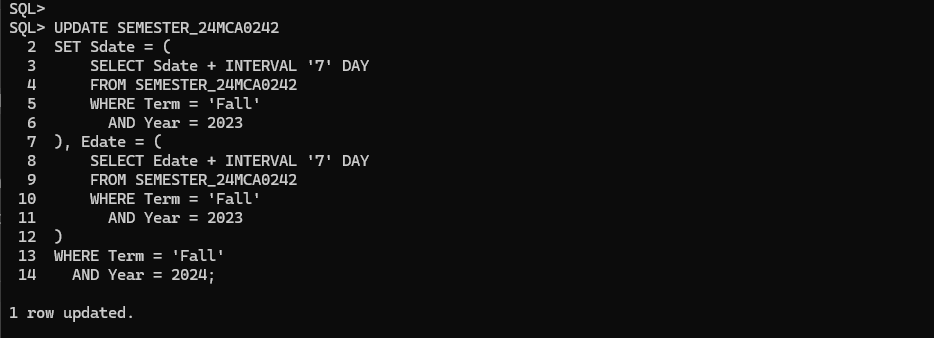 SQL>
SQL> UPDATE SEMESTER_24MCA0242
  2  SET Sdate = (
  3      SELECT Sdate + INTERVAL '7' DAY
  4      FROM SEMESTER_24MCA0242
  5      WHERE Term = 'Fall'
  6        AND Year = 2023
  7  ), Edate = (
  8      SELECT Edate + INTERVAL '7' DAY
  9      FROM SEMESTER_24MCA0242
 10      WHERE Term = 'Fall'
 11        AND Year = 2023
 12  )
 13  WHERE Term = 'Fall'
 14    AND Year = 2024;
1 row updated.